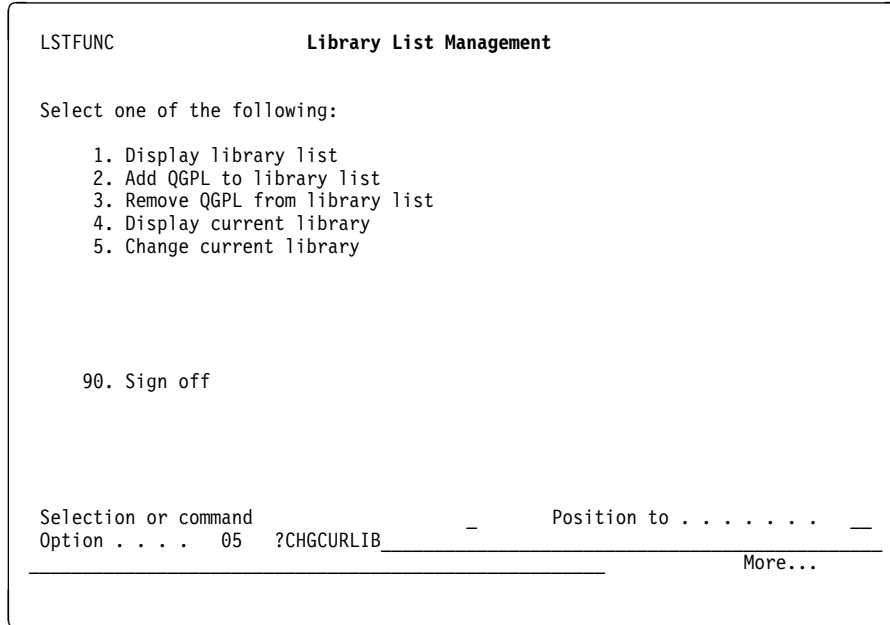 LSTFUNC Library List Management
Select one of the following:
1. Display library list
2. Add QGPL to library list
3. Remove QGPL from library list
4. Display current library
5. Change current library
90. Sign off
Selection or command _ Position to . . . . . . . __
Option . . . . 05 ?CHGCURLIB_______________________________________________
______________________________________________________ More...